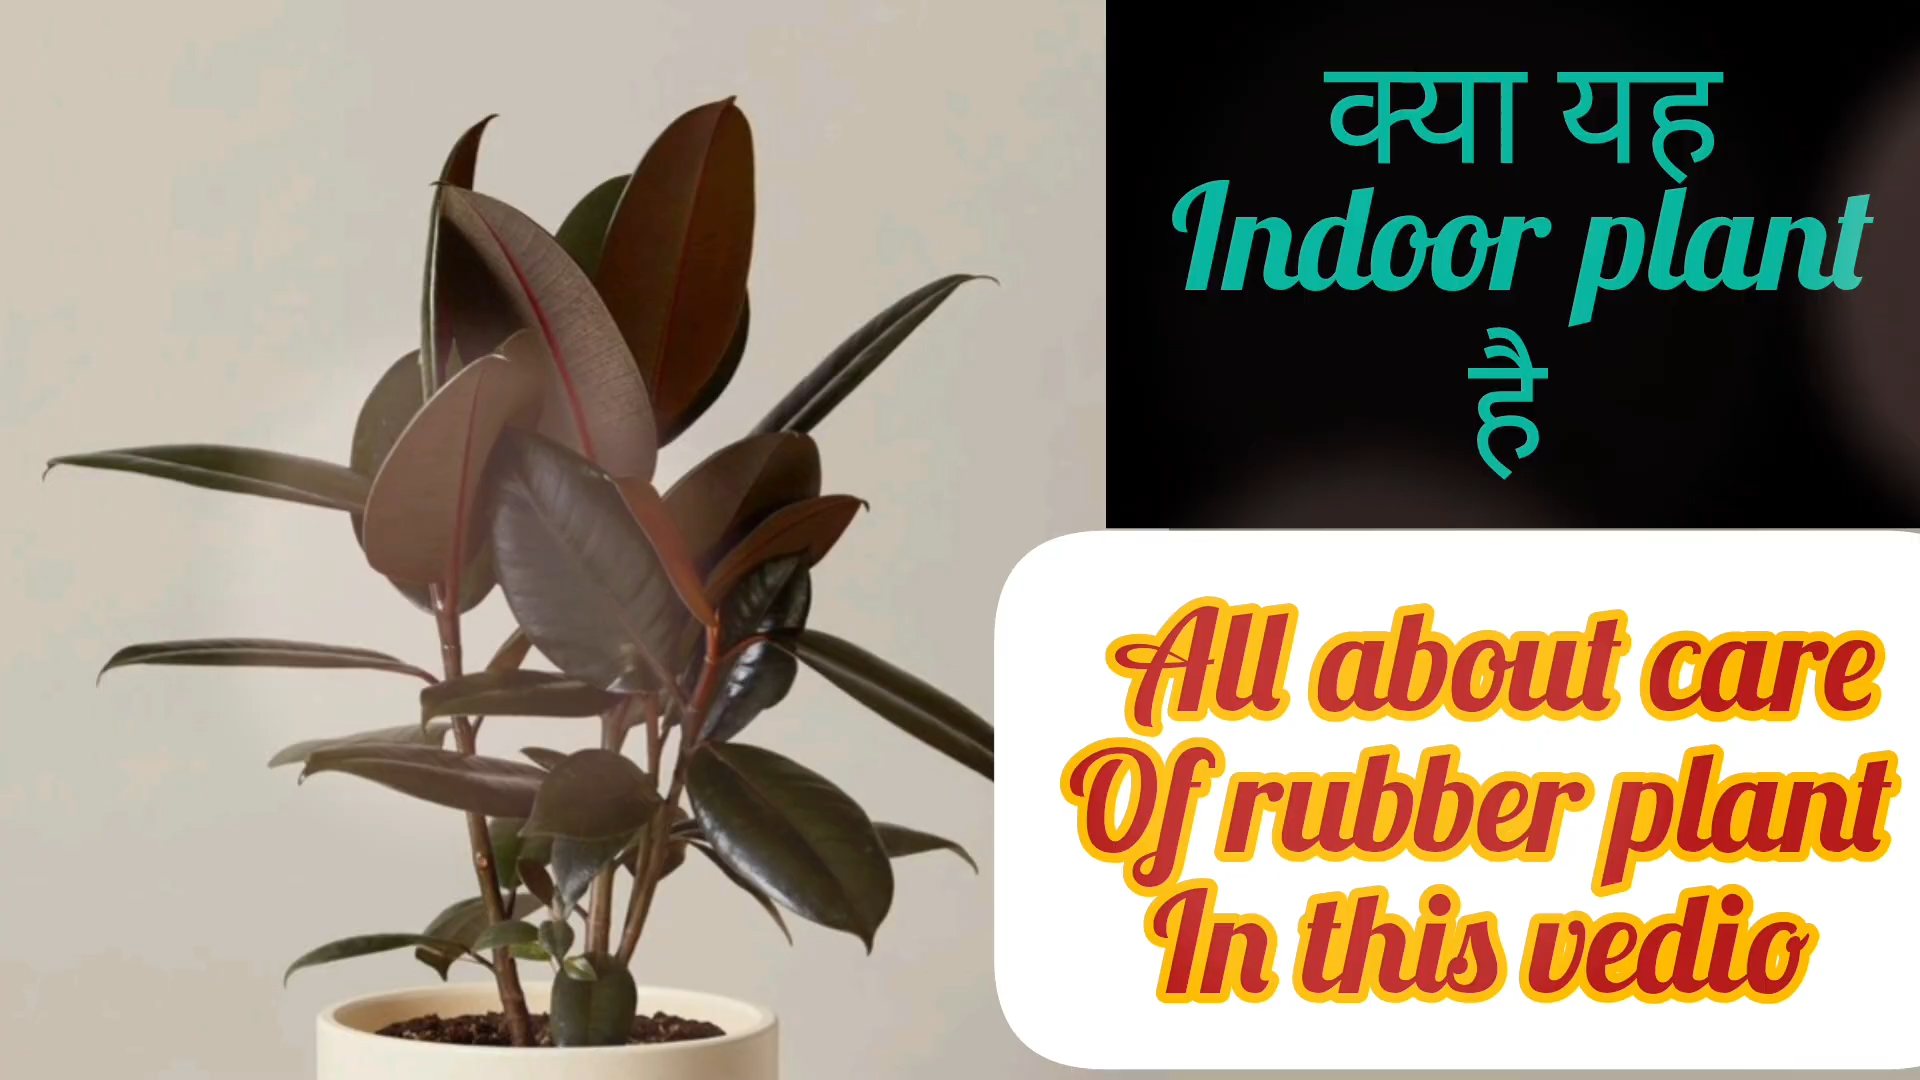 क्या यह
Indoor plant
है
All about care
Of rubber plant
In this vedio